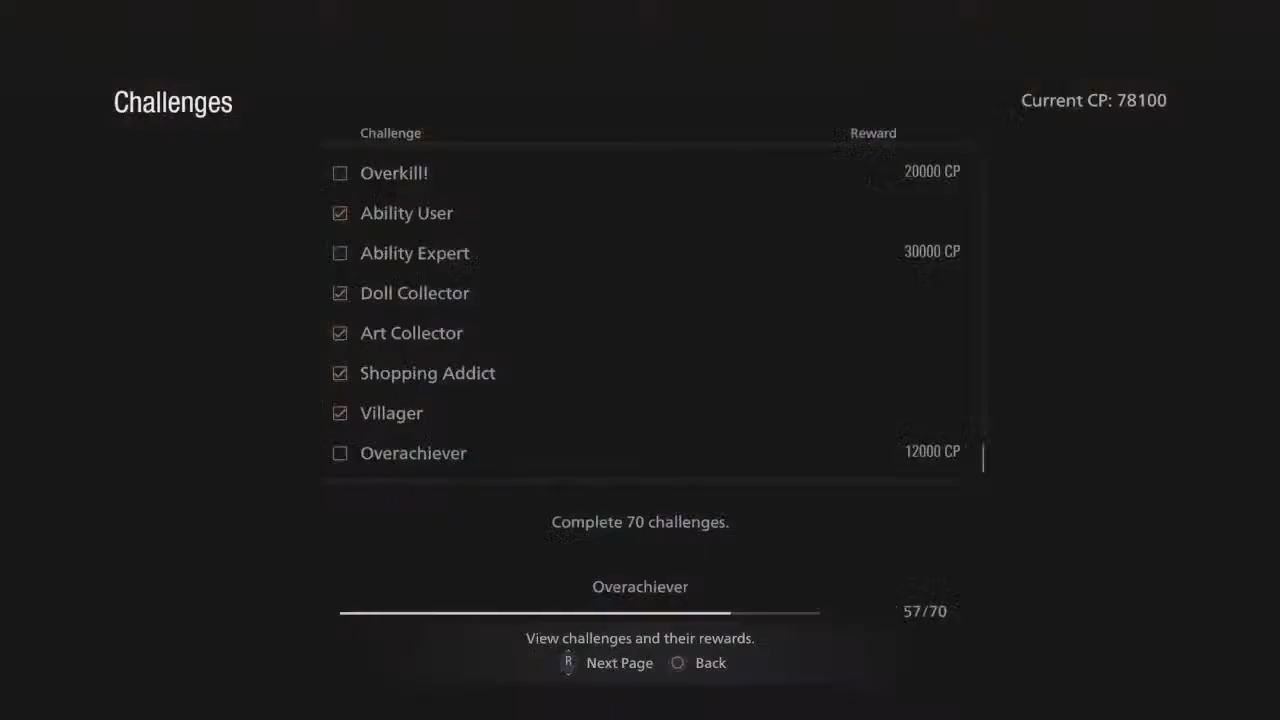 Challenges
Current CP: 78100
Challenge Reward
Overkill! 20000 CP
Ability User
Ability Expert 30000 CP
Doll Collector
Art Collector
Shopping Addict
Villager
Overachiever 12000 CP
Complete 70 challenges.
Overachiever
57/70
View challenges and their rewards.
R Next Page Back